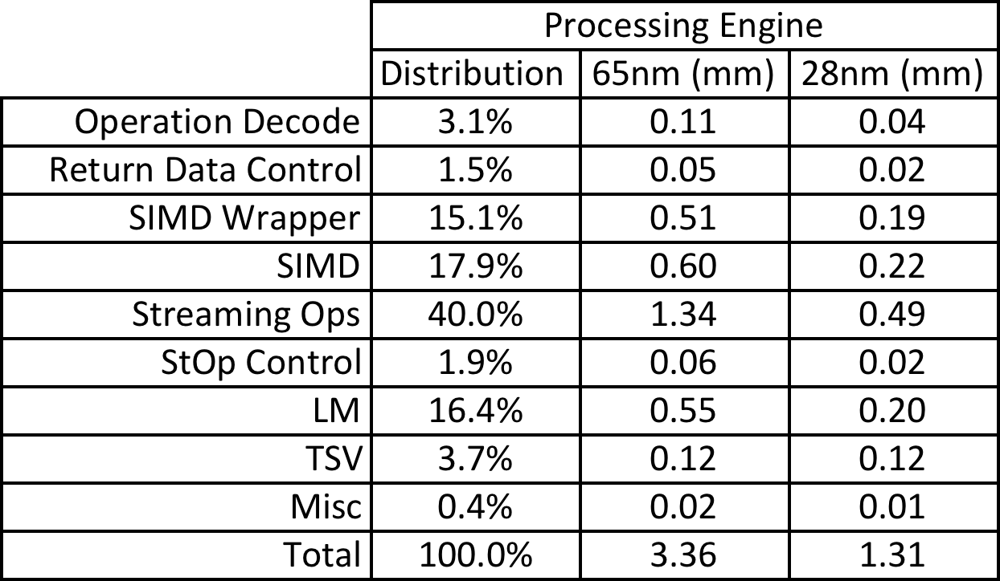 Processing Engine
Distribution 65nm (mm) 28nm (mm)
Operation Decode 3.1% 0.11 0.04
Return Data Control 1.5% 0.05 0.02
SIMD Wrapper 15.1% 0.51 0.19
SIMD 17.9% 0.60 0.22
Streaming Ops 40.0% 1.34 0.49
StOp Control 1.9% 0.06 0.02
LM 16.4% 0.55 0.20
TSV 3.7% 0.12 0.12
Misc 0.4% 0.02 0.01
Total 100.0% 3.36 1.31